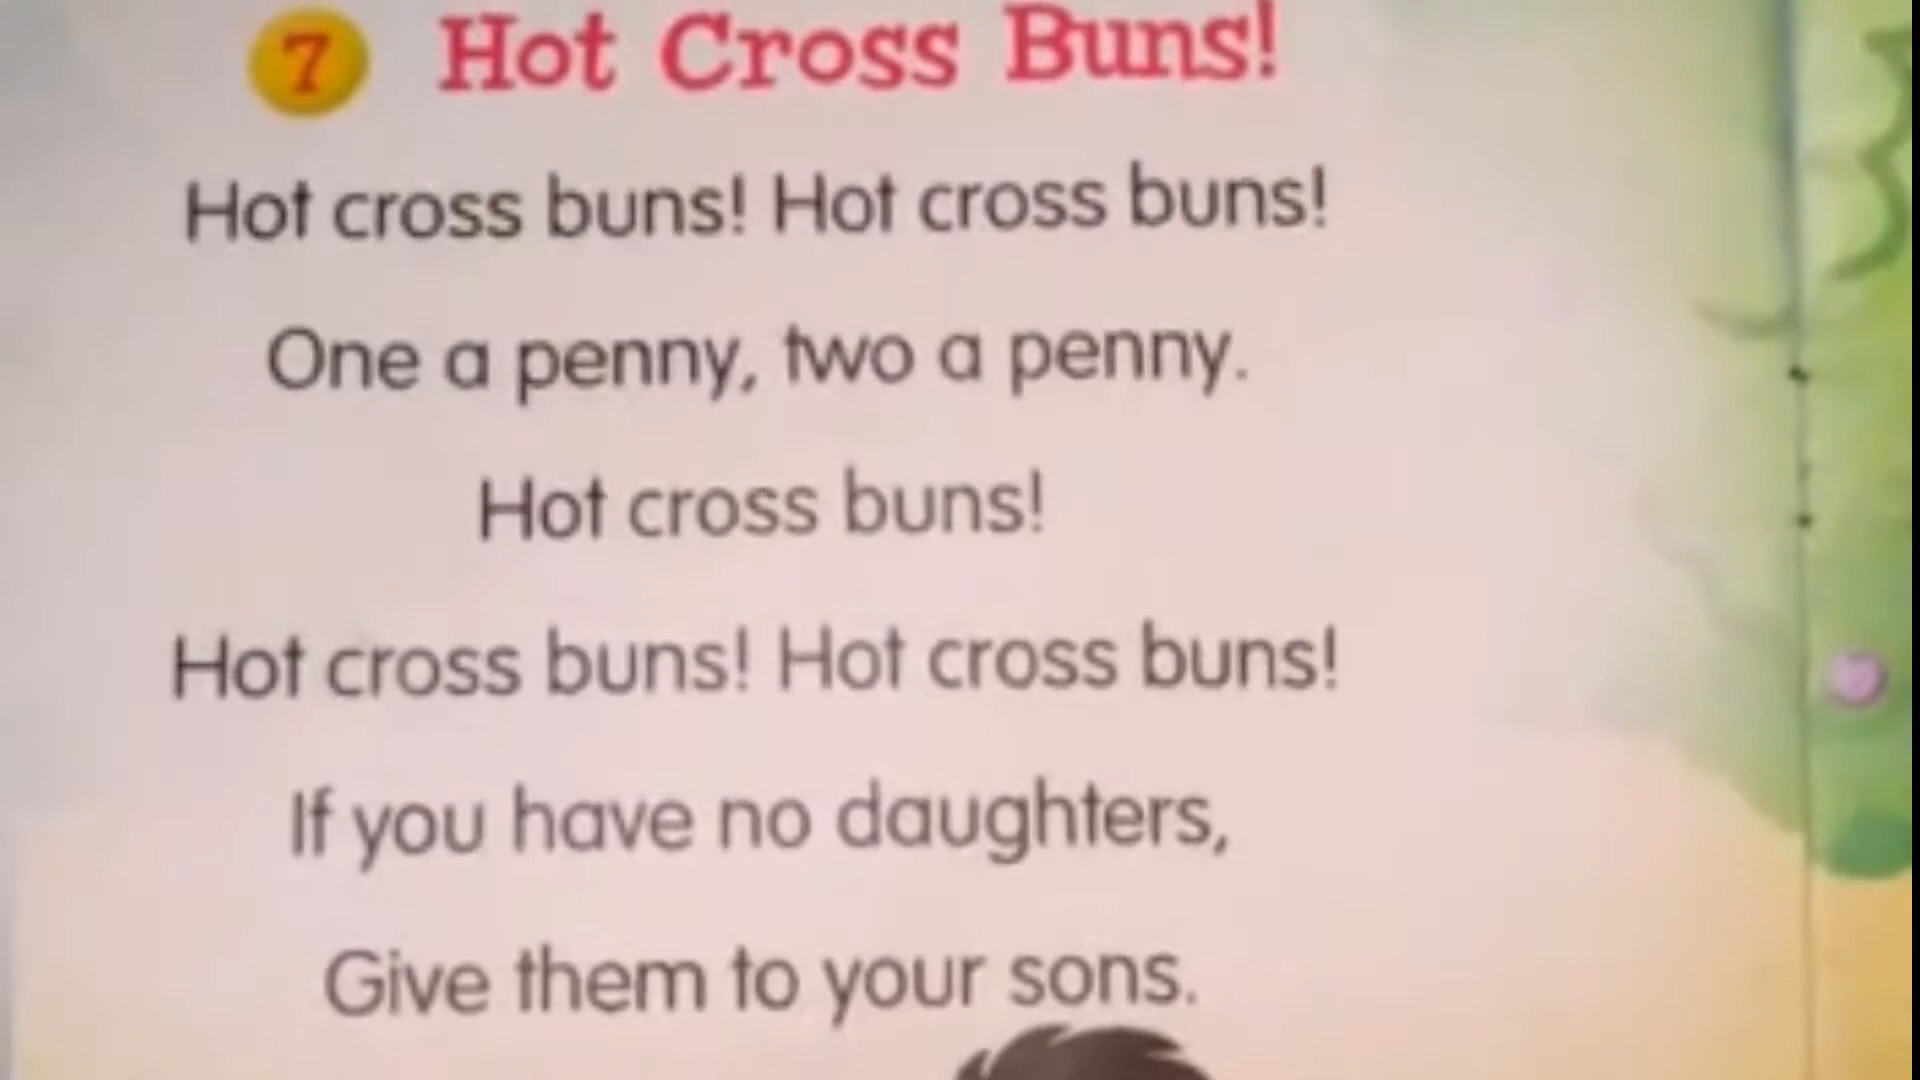 7 Hot Cross Buns!
Hot cross buns! Hot cross buns!
One a penny, two a penny.
Hot cross buns!
Hot cross buns! Hot cross buns!
If you have no daughters,
Give them to your sons.